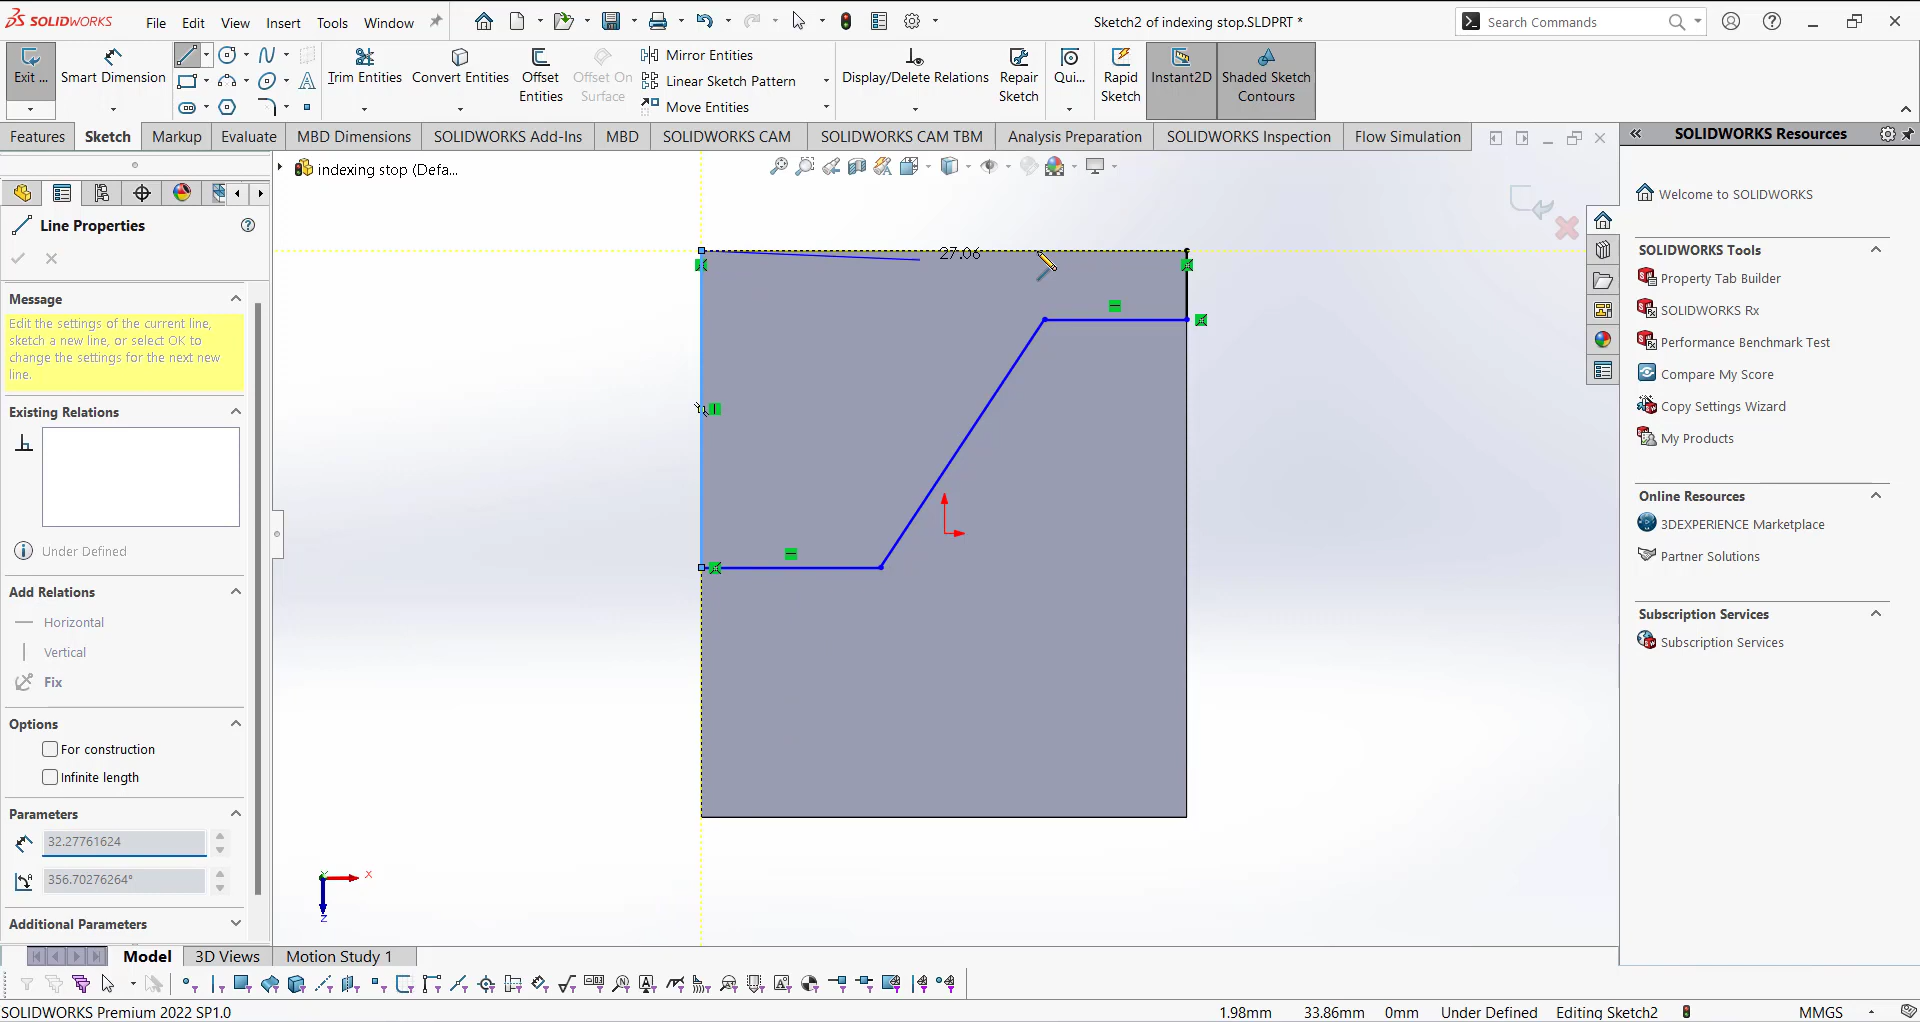 SOLIDWORKS File Edit View Insert Tools Window Sketch2 of indexing stop.SLDPRT * Search Commands
Exit ... Smart Dimension Trim Entities Convert Entities Offset Entities Offset On Surface Mirror Entities Linear Sketch Pattern Move Entities Display/Delete Relations Repair Sketch Qui... Rapid Sketch Instant2D Shaded Sketch Contours
Features Sketch Markup Evaluate MBD Dimensions SOLIDWORKS Add-Ins MBD SOLIDWORKS CAM SOLIDWORKS CAM TBM Analysis Preparation SOLIDWORKS Inspection Flow Simulation
indexing stop (Defa...
Line Properties
Message
Edit the settings of the current line,
sketch a new line, or select OK to
change the settings for the next new
line.
Existing Relations
Under Defined
Add Relations
Horizontal
Vertical
Fix
Options
For construction
Infinite length
Parameters
32.27761624
356.70276264°
Additional Parameters
27.06
X
Y
Z
SOLIDWORKS Resources
Welcome to SOLIDWORKS
SOLIDWORKS Tools
Property Tab Builder
SOLIDWORKS Rx
Performance Benchmark Test
Compare My Score
Copy Settings Wizard
My Products
Online Resources
3DEXPERIENCE Marketplace
Partner Solutions
Subscription Services
Subscription Services
Model 3D Views Motion Study 1
SOLIDWORKS Premium 2022 SP1.0 1.98mm 33.86mm 0mm Under Defined Editing Sketch2 MMGS